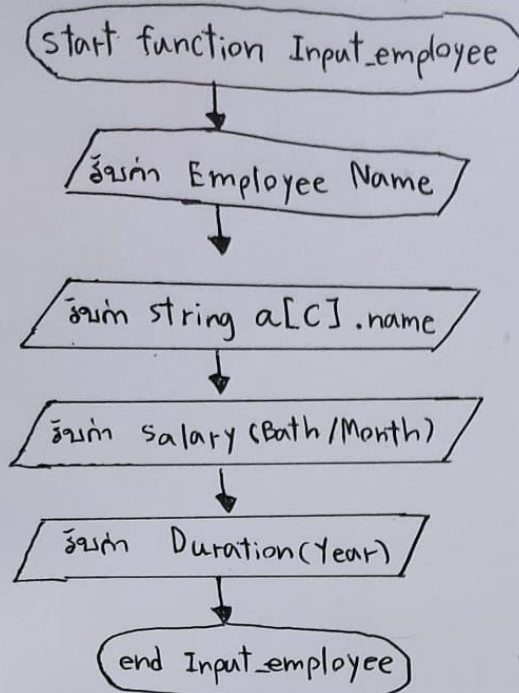 start function Input_employee
รับค่า Employee Name
รับค่า string a[C].name
รับค่า salary (Bath/Month)
รับค่า Duration(Year)
end Input_employee